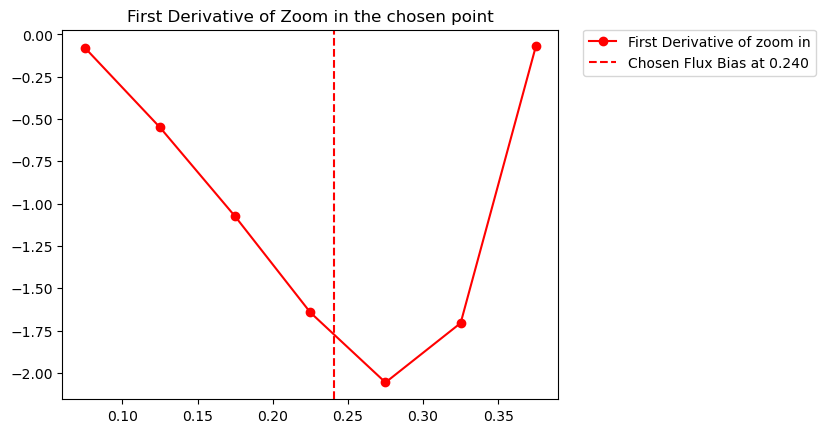 First Derivative of Zoom in the chosen point
0.00
−0.25
−0.50
−0.75
−1.00
−1.25
−1.50
−1.75
−2.00
0.10 0.15 0.20 0.25 0.30 0.35
First Derivative of zoom in
Chosen Flux Bias at 0.240